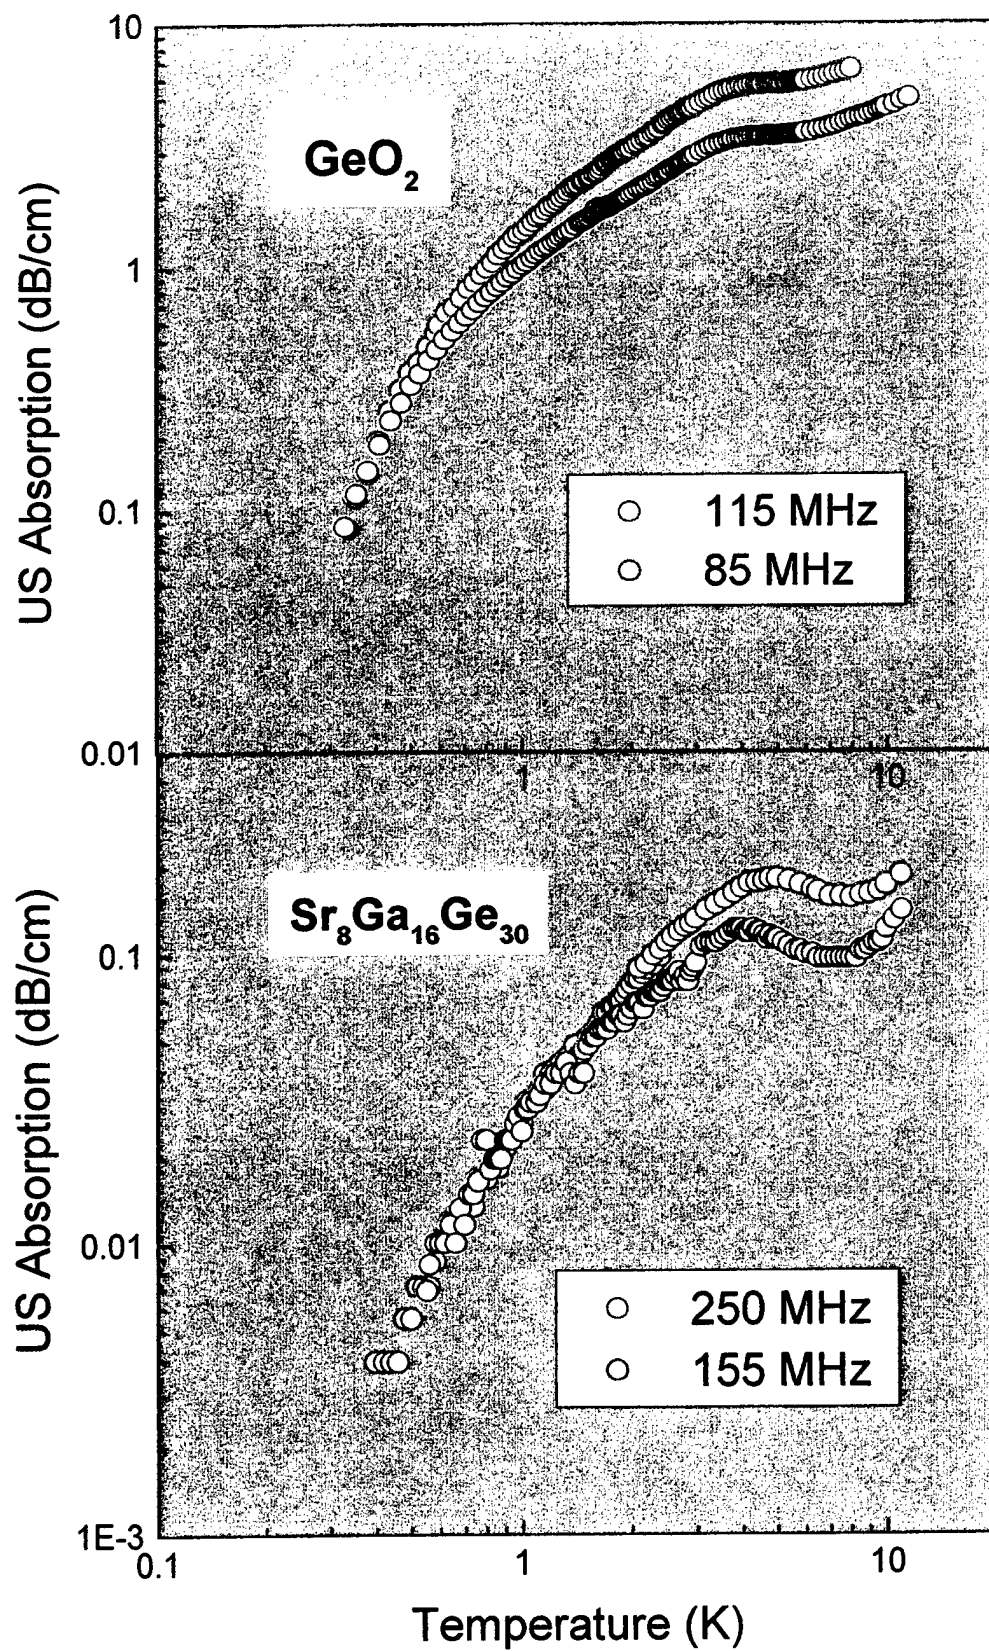 10
GeO₂
1
US Absorption (dB/cm)
0.1
115 MHz
85 MHz
0.01
1
10
Sr₈Ga₁₆Ge₃₀
0.1
US Absorption (dB/cm)
0.01
250 MHz
155 MHz
1E-3
0.1
1
10
Temperature (K)